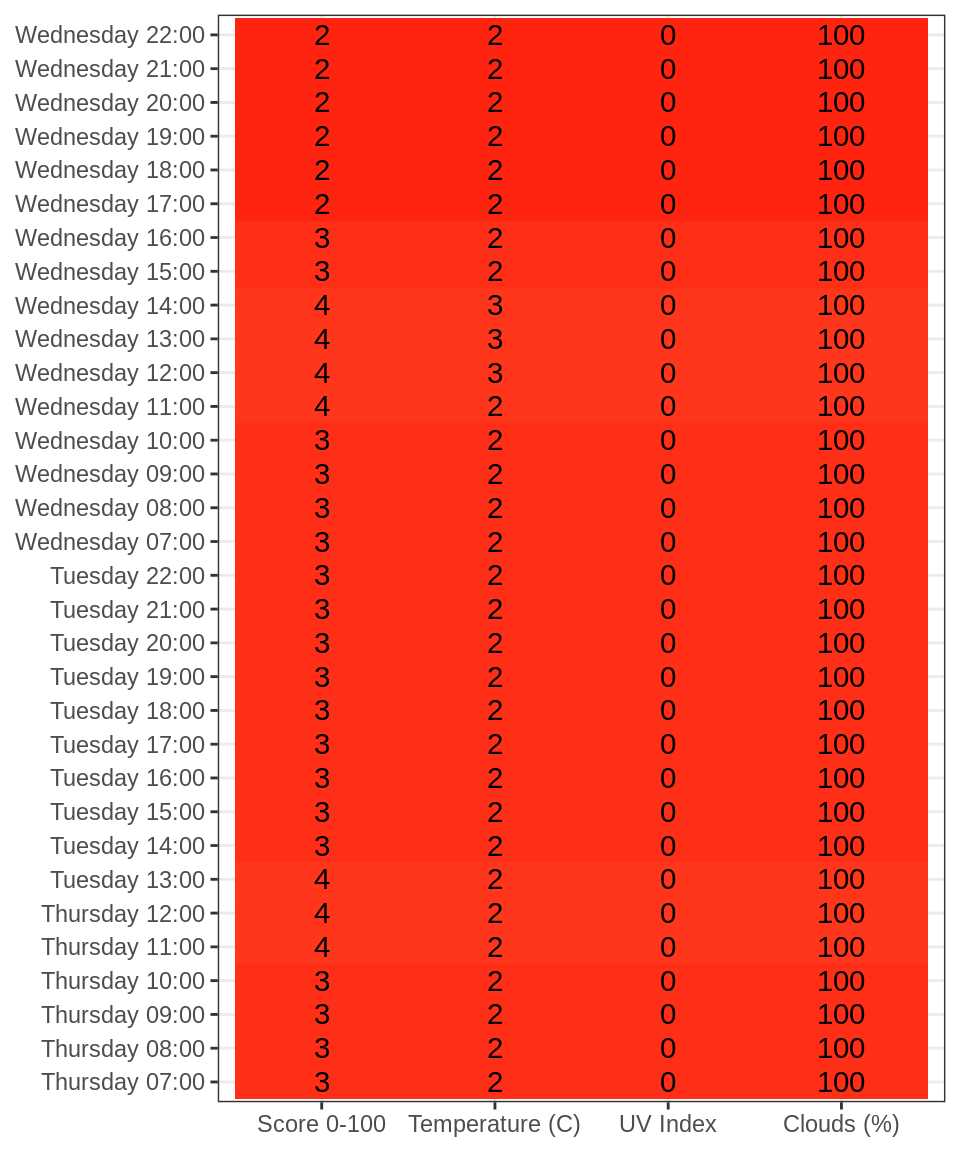 Wednesday 22:00 2 2 0 100
Wednesday 21:00 2 2 0 100
Wednesday 20:00 2 2 0 100
Wednesday 19:00 2 2 0 100
Wednesday 18:00 2 2 0 100
Wednesday 17:00 2 2 0 100
Wednesday 16:00 3 2 0 100
Wednesday 15:00 3 2 0 100
Wednesday 14:00 4 3 0 100
Wednesday 13:00 4 3 0 100
Wednesday 12:00 4 3 0 100
Wednesday 11:00 4 2 0 100
Wednesday 10:00 3 2 0 100
Wednesday 09:00 3 2 0 100
Wednesday 08:00 3 2 0 100
Wednesday 07:00 3 2 0 100
Tuesday 22:00 3 2 0 100
Tuesday 21:00 3 2 0 100
Tuesday 20:00 3 2 0 100
Tuesday 19:00 3 2 0 100
Tuesday 18:00 3 2 0 100
Tuesday 17:00 3 2 0 100
Tuesday 16:00 3 2 0 100
Tuesday 15:00 3 2 0 100
Tuesday 14:00 3 2 0 100
Tuesday 13:00 4 2 0 100
Thursday 12:00 4 2 0 100
Thursday 11:00 4 2 0 100
Thursday 10:00 3 2 0 100
Thursday 09:00 3 2 0 100
Thursday 08:00 3 2 0 100
Thursday 07:00 3 2 0 100
Score 0-100 Temperature (C) UV Index Clouds (%)